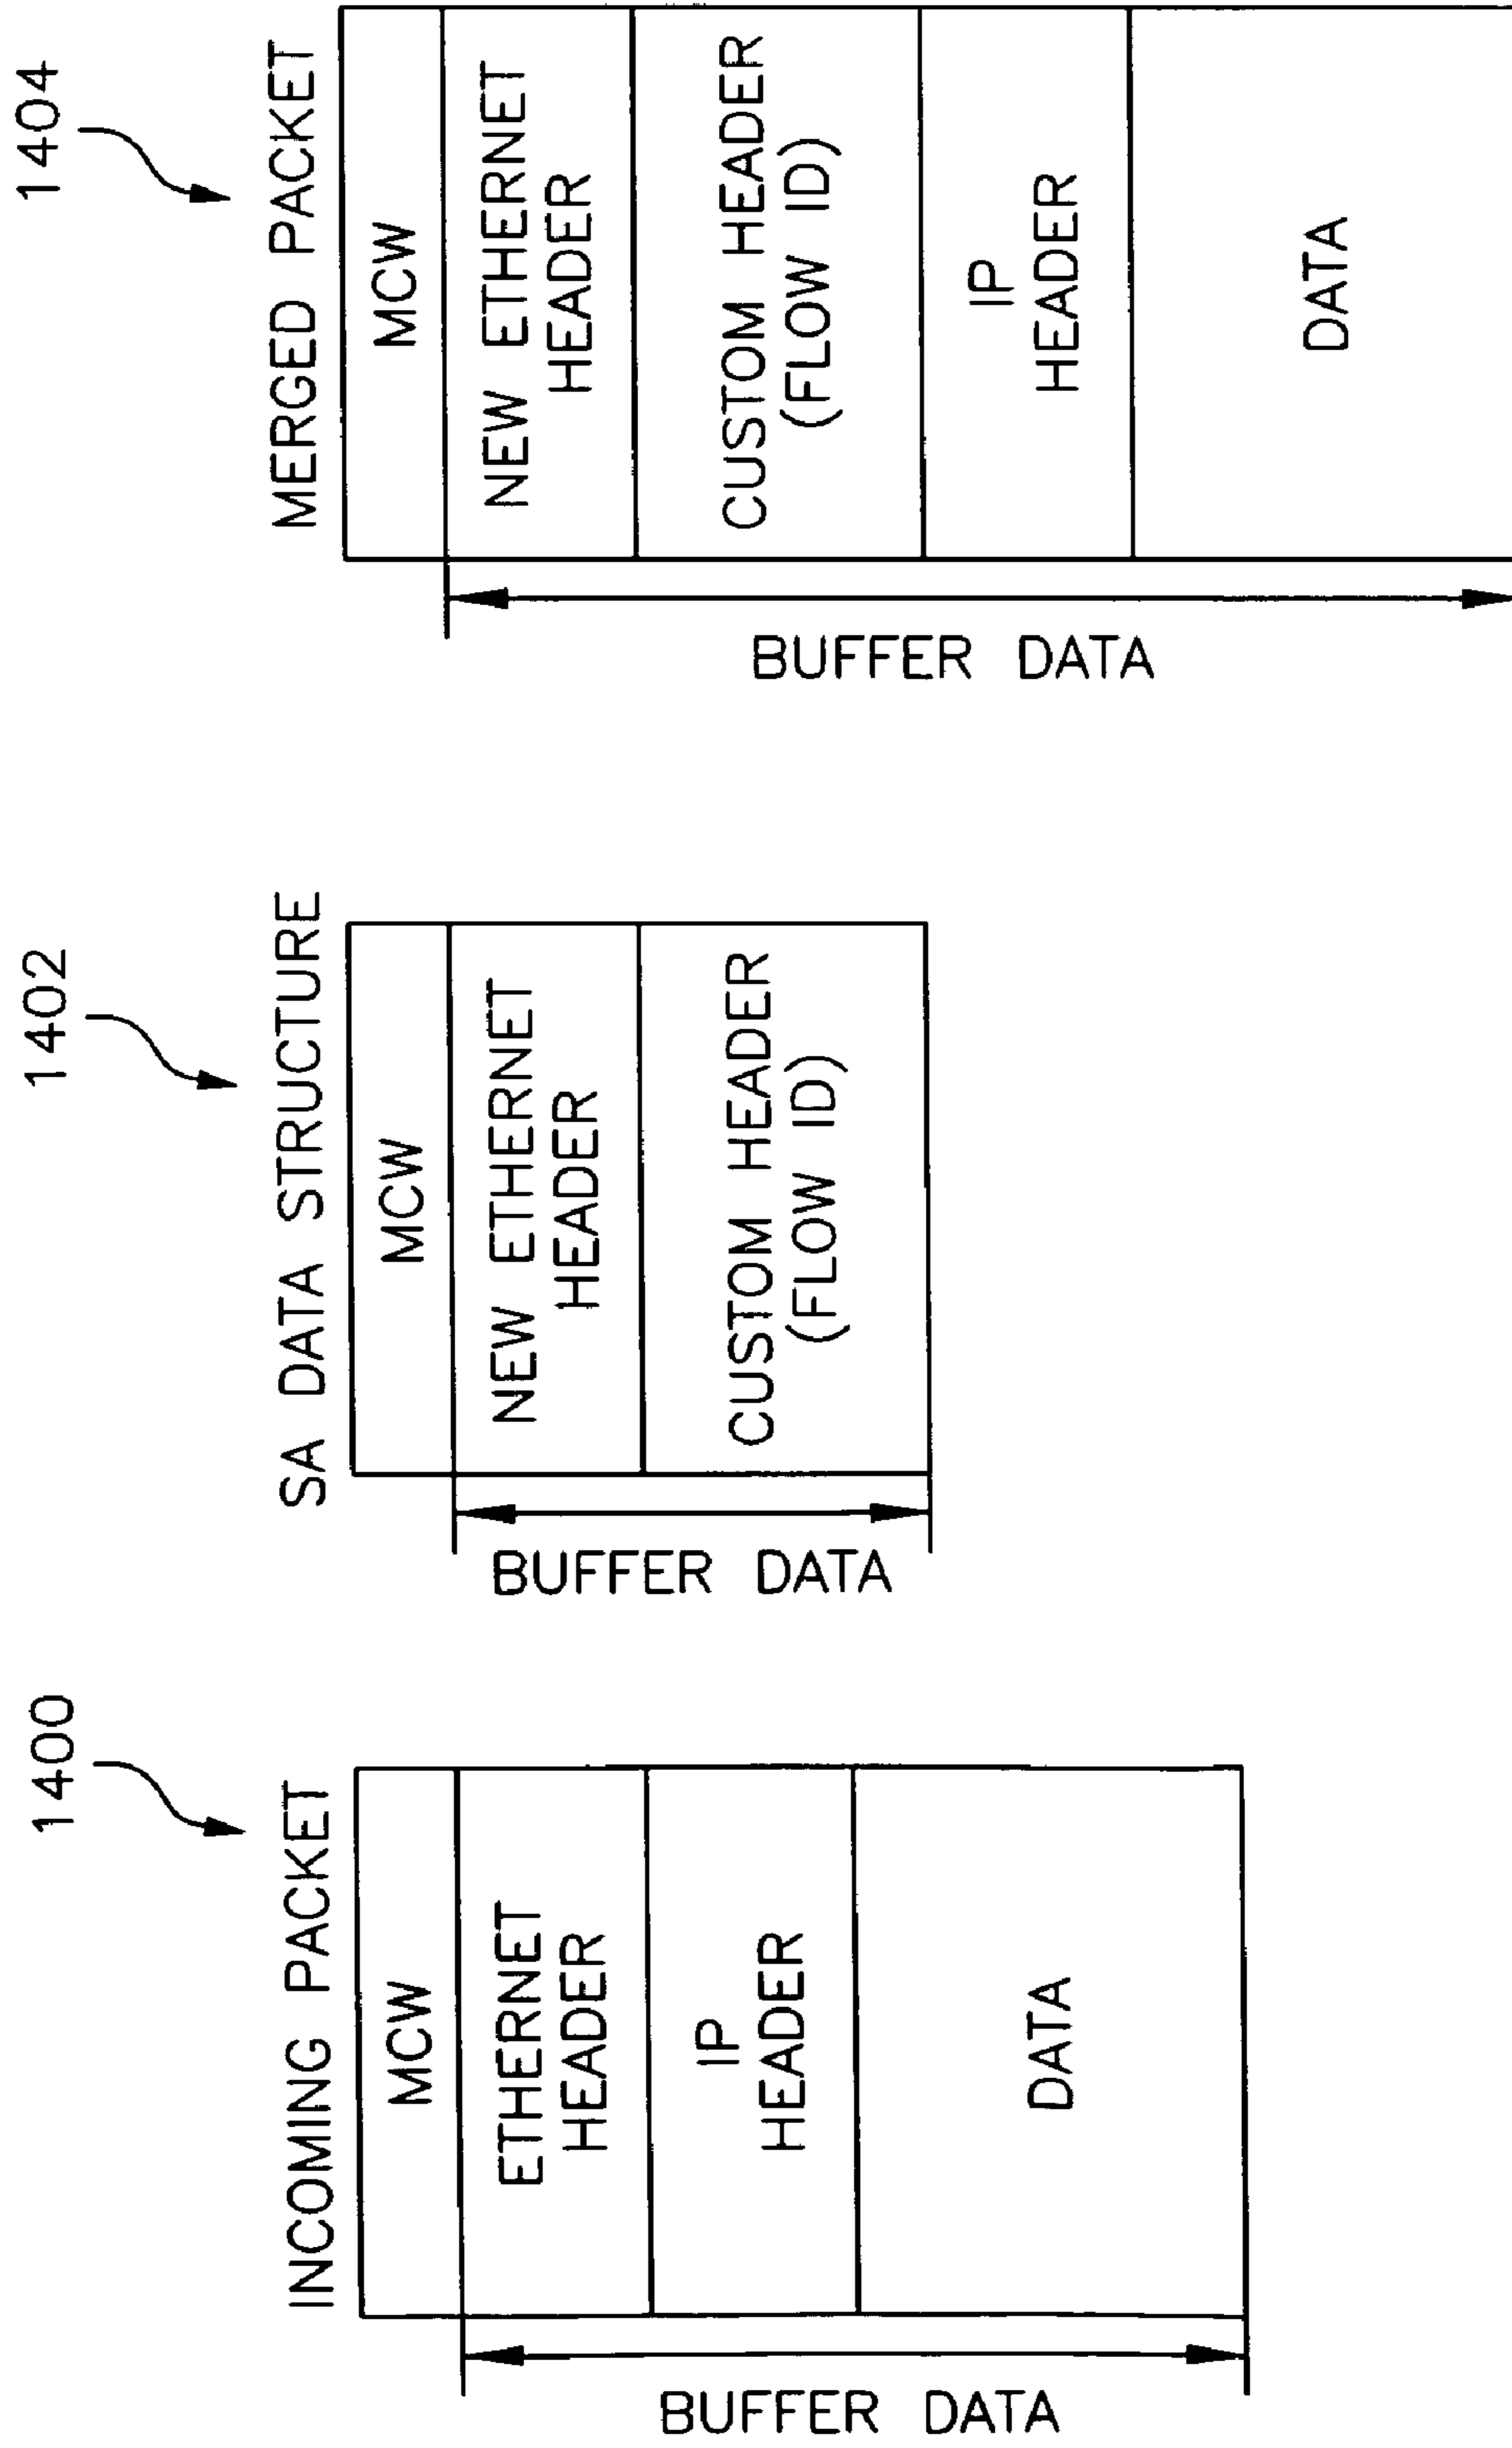 1400
INCOMING PACKET
MCW
ETHERNET
HEADER
IP
HEADER
DATA
BUFFER DATA
1402
SA DATA STRUCTURE
MCW
NEW ETHERNET
HEADER
CUSTOM HEADER
(FLOW ID)
BUFFER DATA
1404
MERGED PACKET
MCW
NEW ETHERNET
HEADER
CUSTOM HEADER
(FLOW ID)
IP
HEADER
DATA
BUFFER DATA